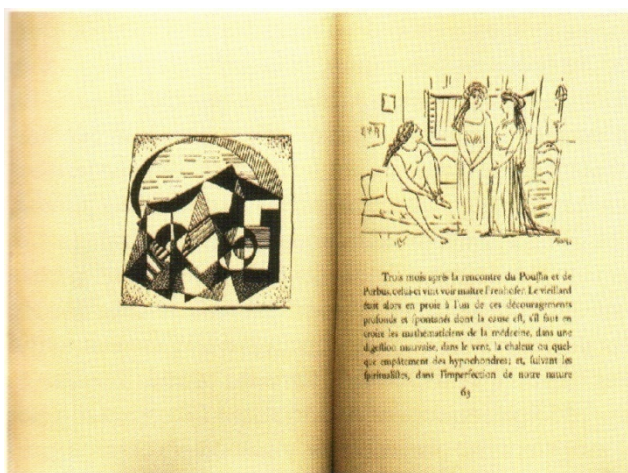 Trois mois après la rencontre du Pouſſin et de
Porbus, celui-ci vint voir maître Frenhofer. Le vieillard
était alors en proie à l'un de ces découragements
profonds et ſpontanés dont la cauſe eſt, s'il faut en
croire les mathématiciens de la médecine, dans une
digeſtion mauvaiſe, dans le vent, la chaleur ou quel-
que empâtement des hypochondres; et, ſuivant les
ſpiritualiſtes, dans l'imperfection de notre nature
63